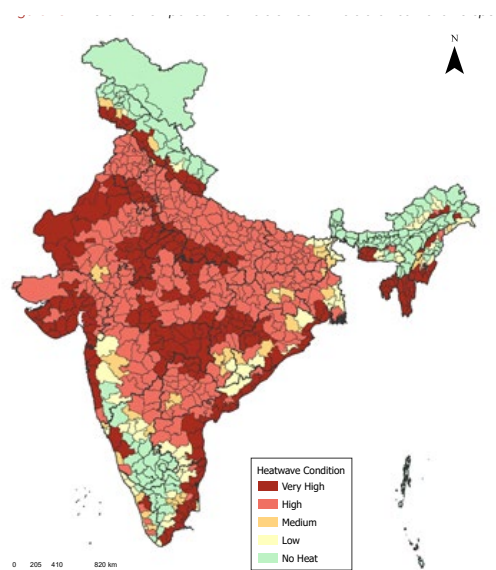 N
Heatwave Condition
Very High
High
Medium
Low
No Heat
0 205 410 820 km